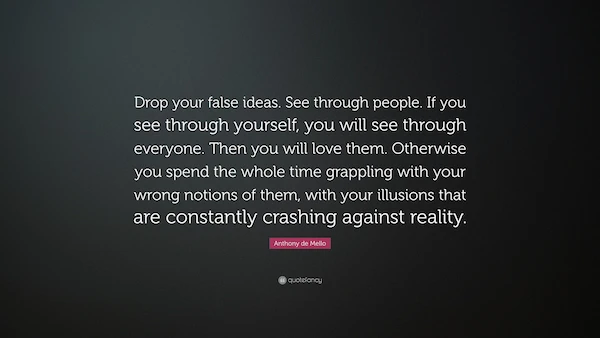 Drop your false ideas. See through people. If you
see through yourself, you will see through
everyone. Then you will love them. Otherwise
you spend the whole time grappling with your
wrong notions of them, with your illusions that
are constantly crashing against reality.
Anthony de Mello
quotefancy